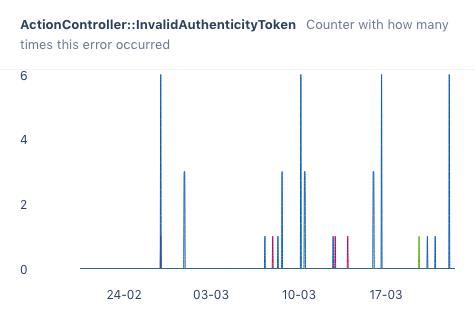 ActionController::InvalidAuthenticityToken Counter with how many
times this error occurred
6
4
2
0
24-02 03-03 10-03 17-03